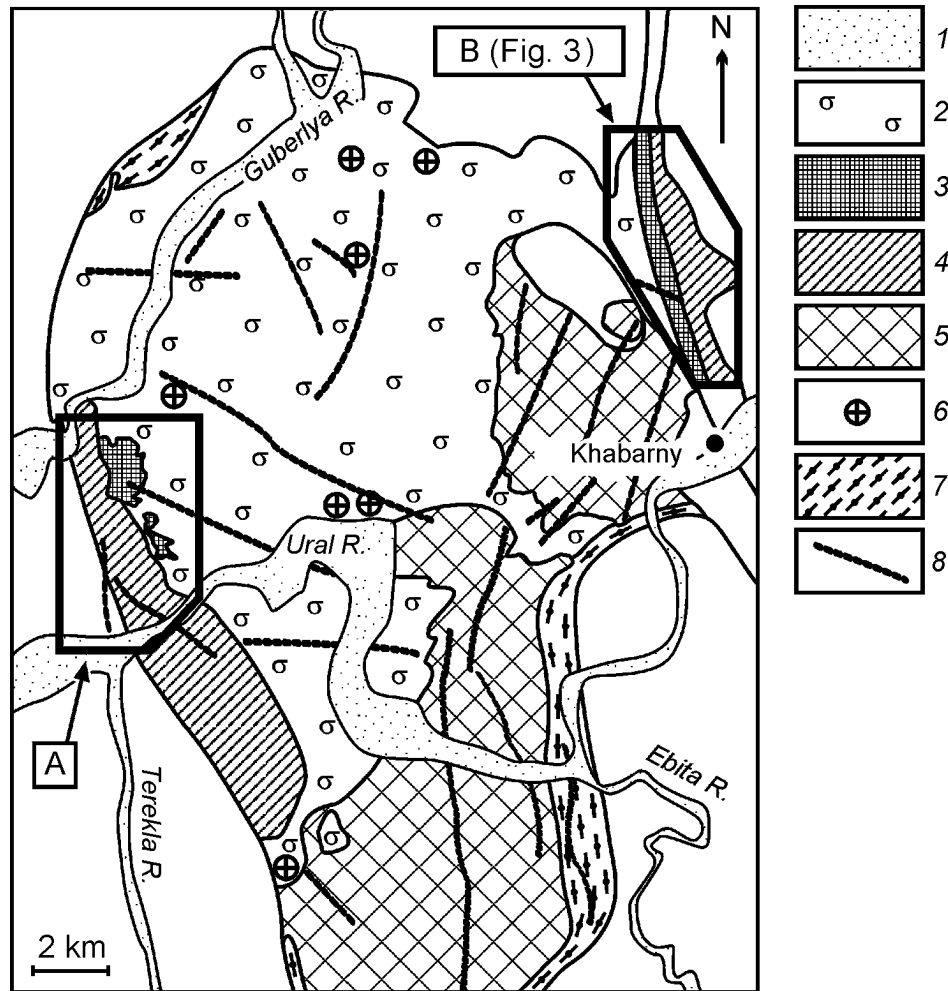 B (Fig. 3)
N
Guberlya R.
Khabarny
Ural R.
A
Terekla R.
Ebita R.
2 km
1
σ
σ
2
3
4
5
6
7
8